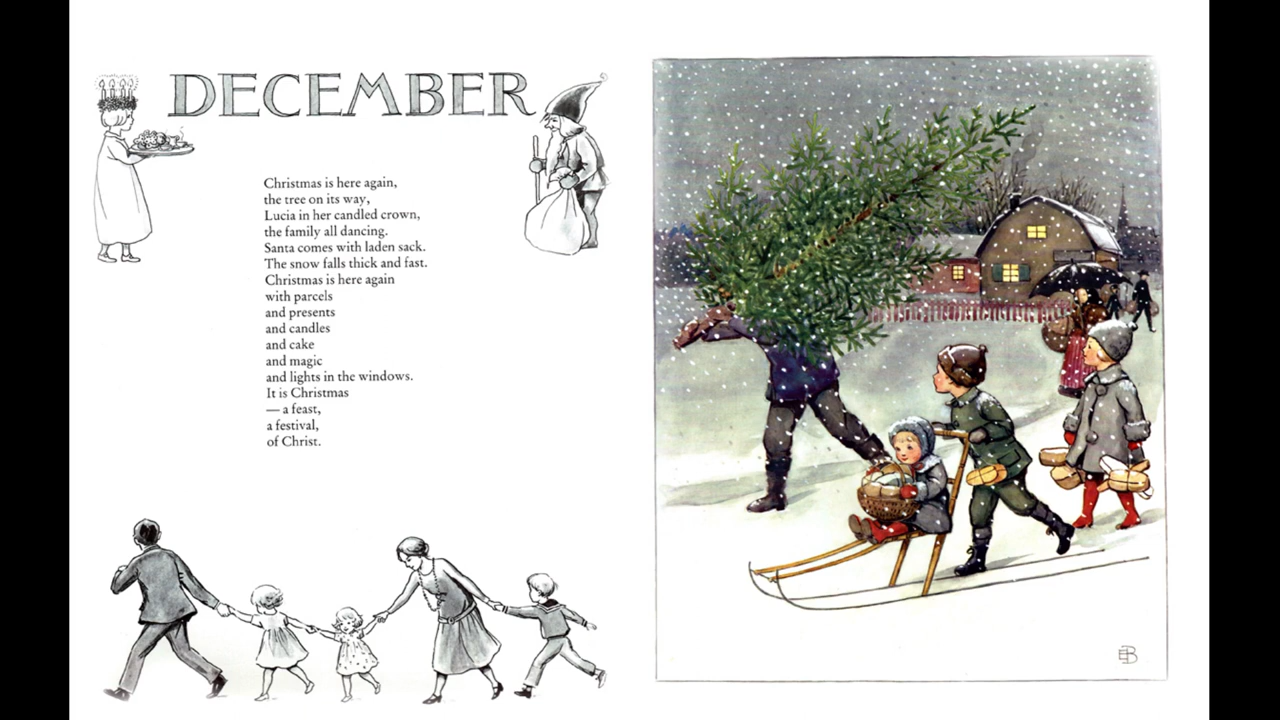 DECEMBER
Christmas is here again,
the tree on its way,
Lucia in her candled crown,
the family all dancing.
Santa comes with laden sack.
The snow falls thick and fast.
Christmas is here again
with parcels
and presents
and candles
and cake
and magic
and lights in the windows.
It is Christmas
— a feast,
a festival,
of Christ.
EB